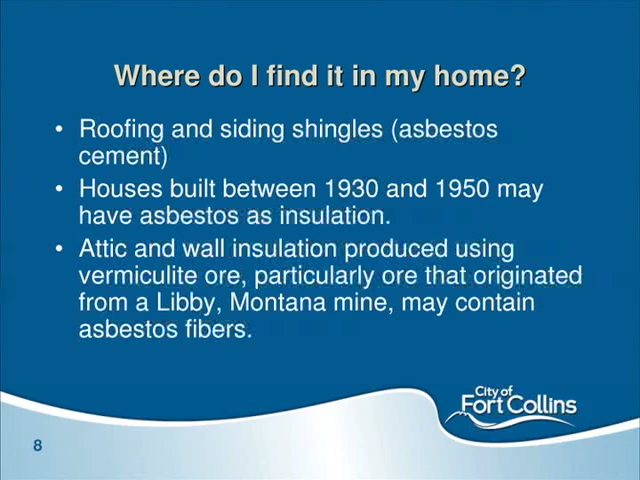 Where do I find it in my home?
• Roofing and siding shingles (asbestos
cement)
• Houses built between 1930 and 1950 may
have asbestos as insulation.
• Attic and wall insulation produced using
vermiculite ore, particularly ore that originated
from a Libby, Montana mine, may contain
asbestos fibers.
City of
Fort Collins
8